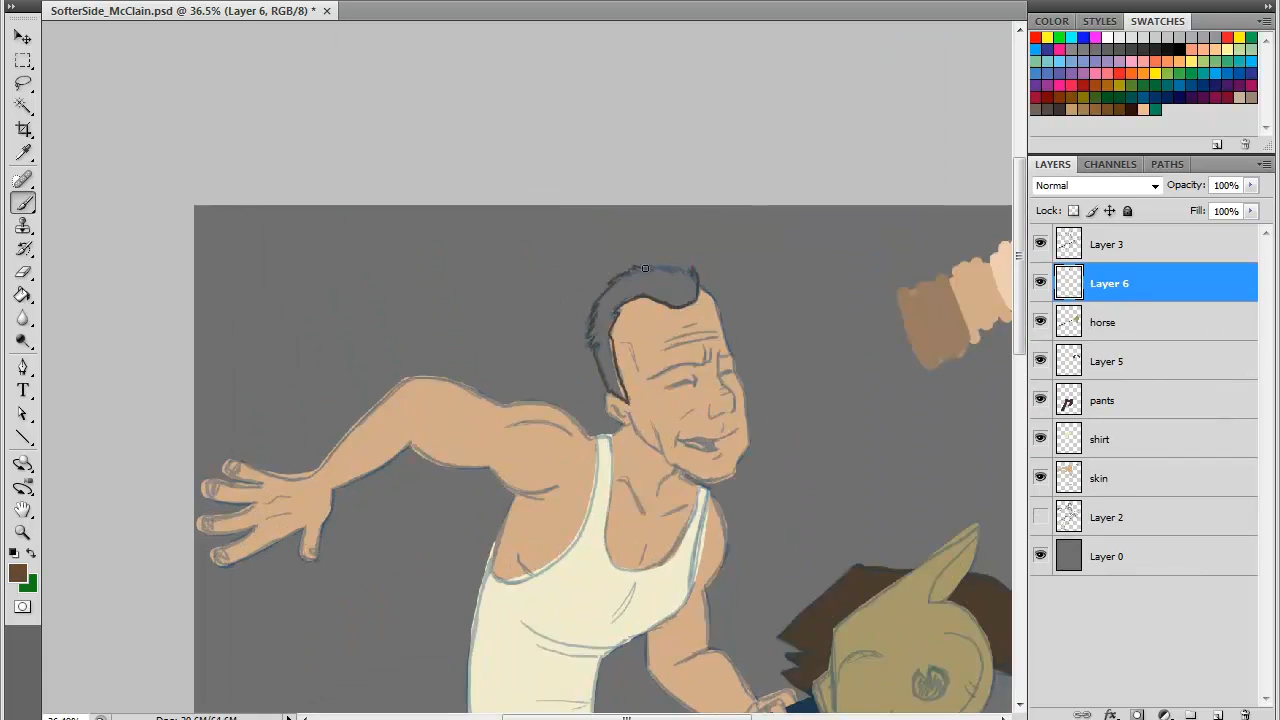 SofterSide_McClain.psd @ 36.5% (Layer 6, RGB/8) * ×
COLOR STYLES SWATCHES
LAYERS CHANNELS PATHS
Normal Opacity: 100%
Lock: Fill: 100%
Layer 3
Layer 6
horse
Layer 5
pants
shirt
skin
Layer 2
Layer 0
T
fx